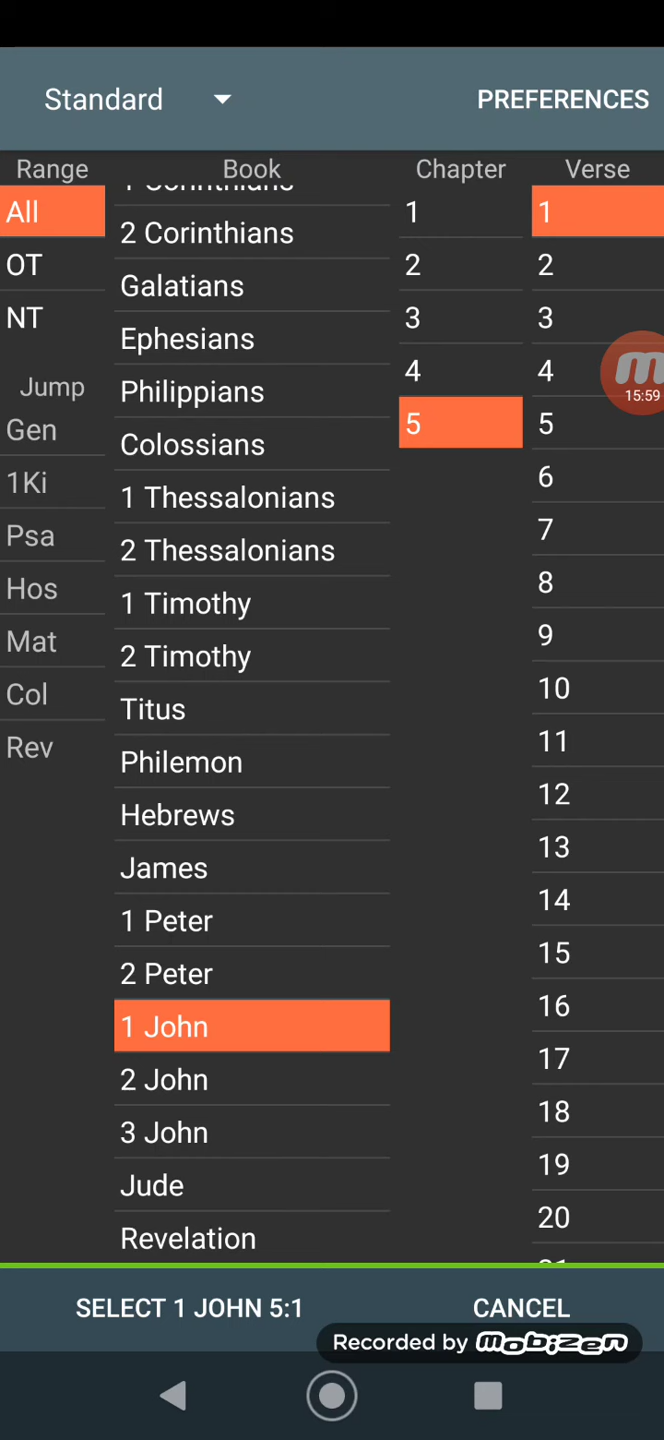 Standard
PREFERENCES
Range Book Chapter Verse
All
OT
NT
Jump
Gen
1Ki
Psa
Hos
Mat
Col
Rev
1 Corinthians
2 Corinthians
Galatians
Ephesians
Philippians
Colossians
1 Thessalonians
2 Thessalonians
1 Timothy
2 Timothy
Titus
Philemon
Hebrews
James
1 Peter
2 Peter
1 John
2 John
3 John
Jude
Revelation
1
2
3
4
5
1
2
3
4
5
6
7
8
9
10
11
12
13
14
15
16
17
18
19
20
21
m
15:59
SELECT 1 JOHN 5:1
CANCEL
Recorded by mobizen